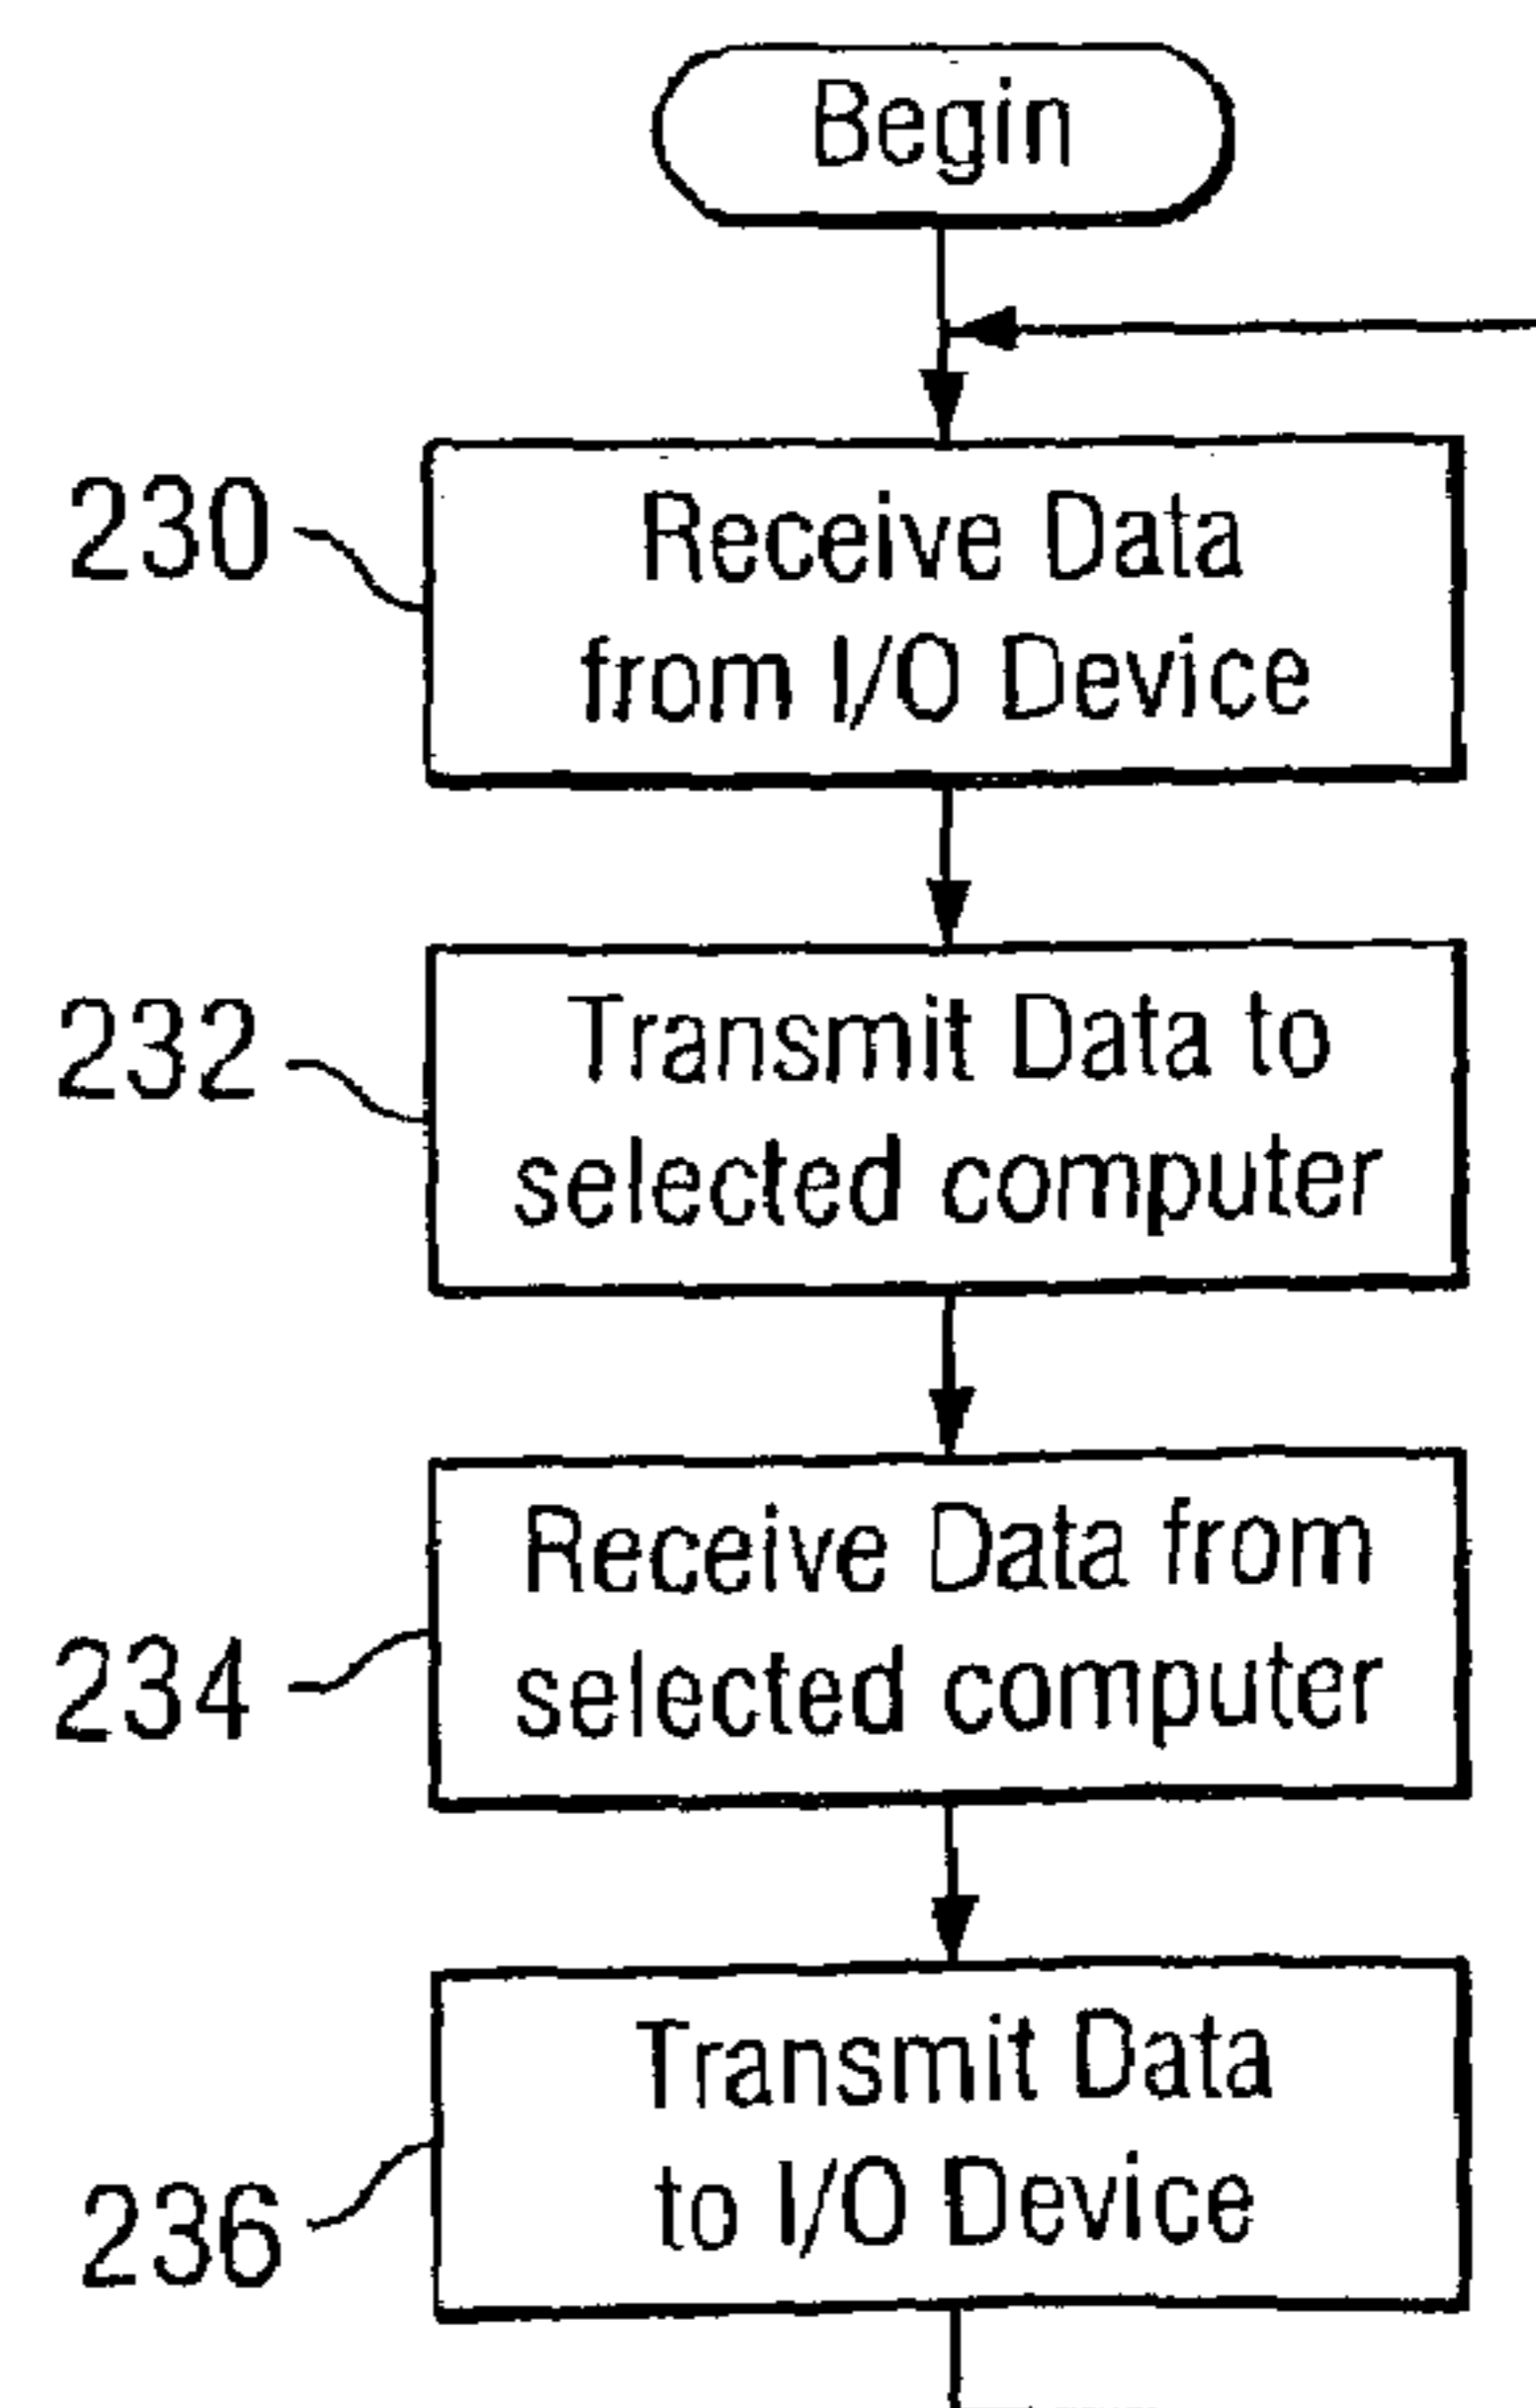 Begin
230
Receive Data
from I/O Device
232
Transmit Data to
selected computer
234
Receive Data from
selected computer
236
Transmit Data
to I/O Device